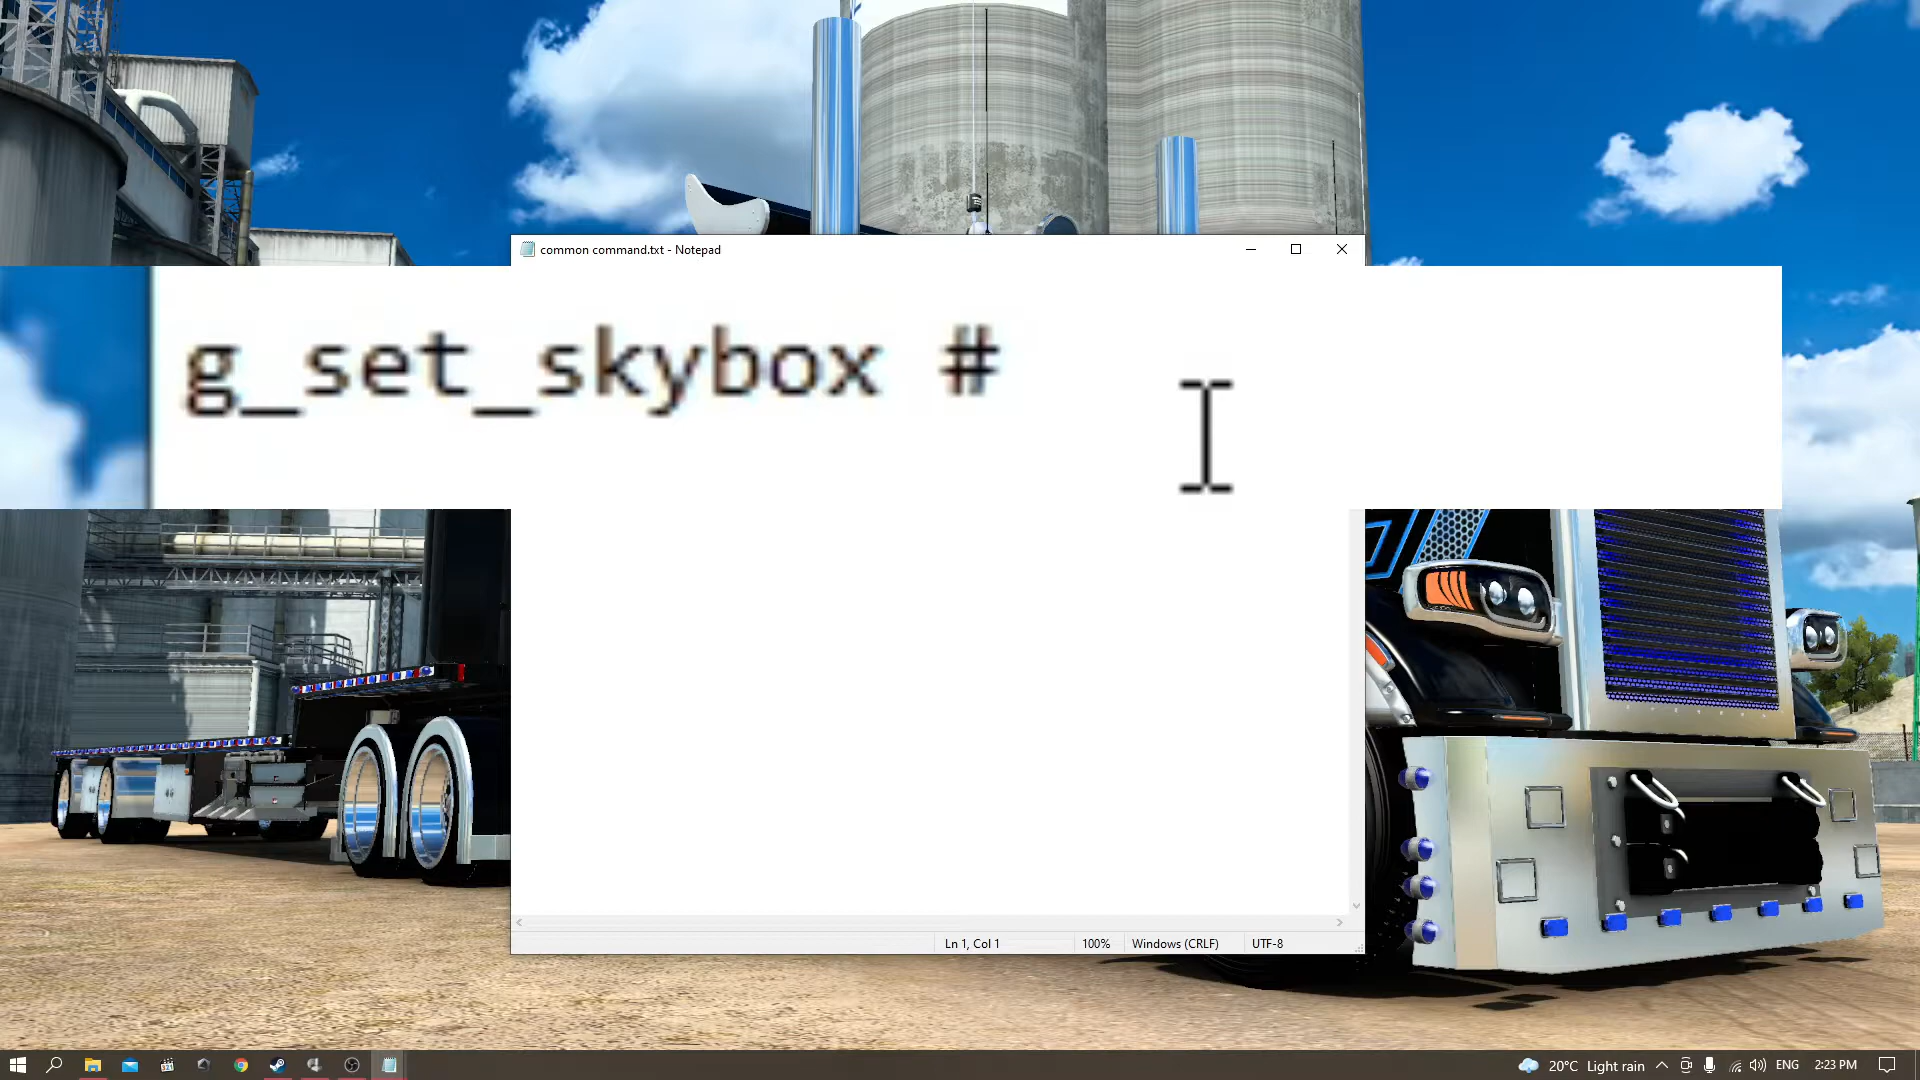 common command.txt - Notepad
g_set_skybox #
Ln 1, Col 1
100%
Windows (CRLF)
UTF-8
20°C Light rain
ENG
2:23 PM